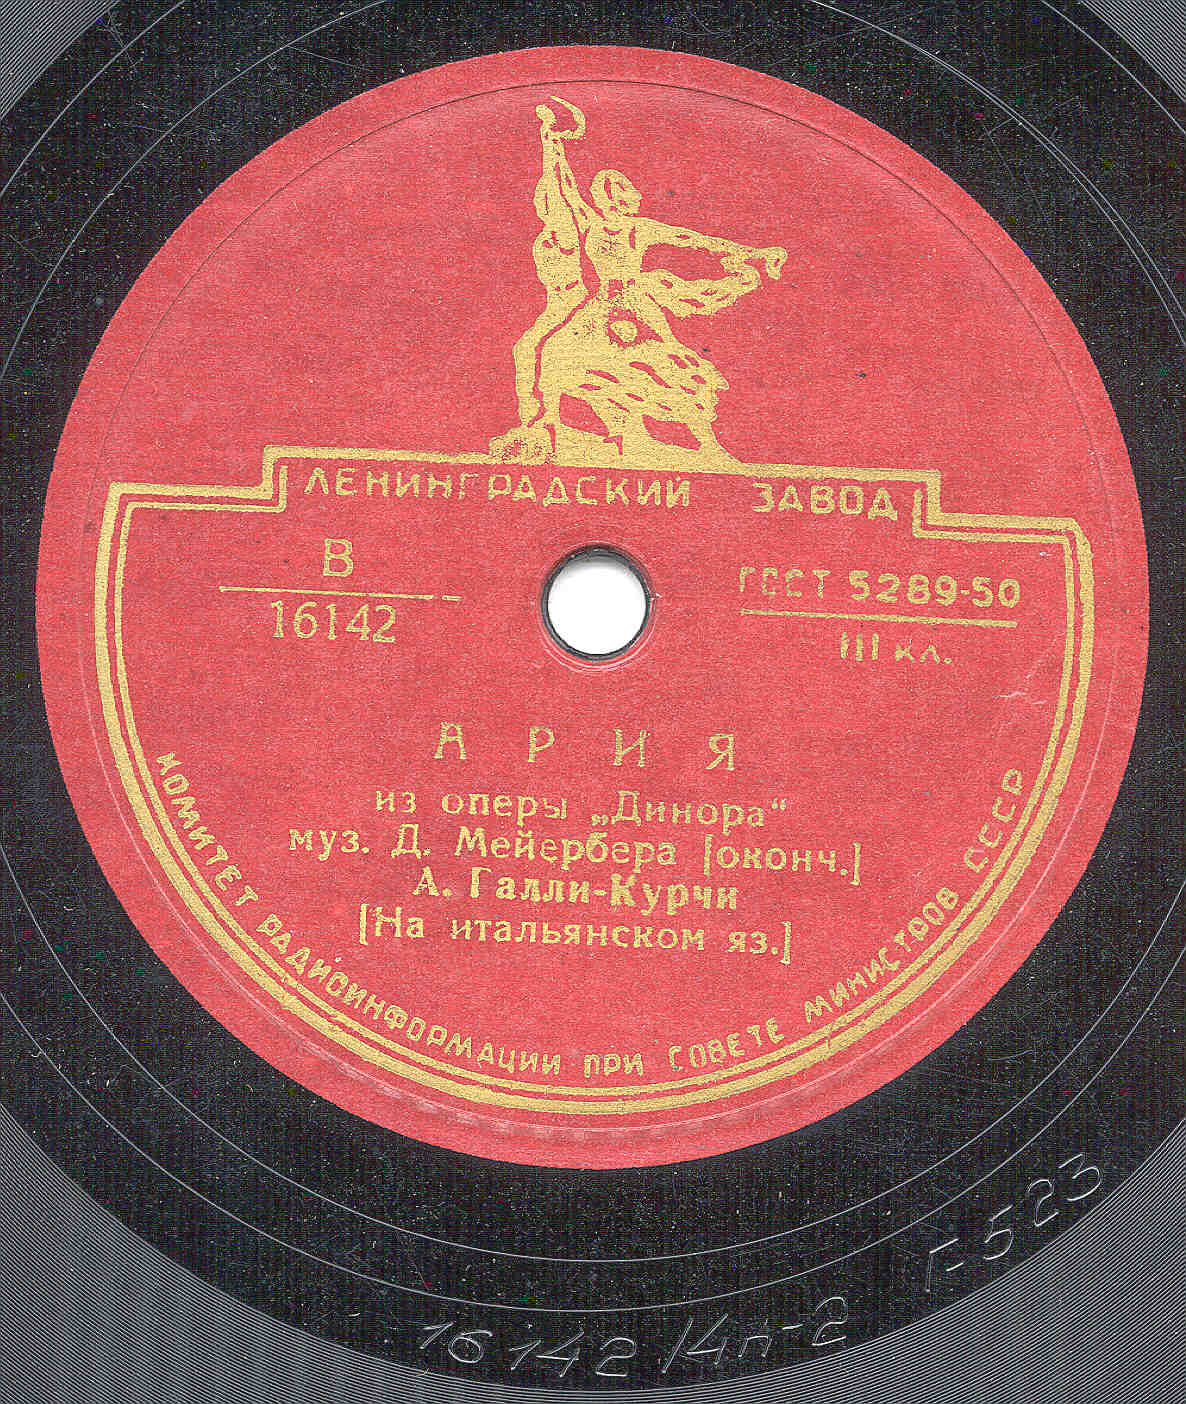 ЛЕНИНГРАДСКИЙ ЗАВОД
В
16142
ГОСТ 5289-50
III кл.
АРИЯ
из оперы „Динора“
муз. Д. Мейербера [оконч.]
А. Галли-Курчи
[На итальянском яз.]
КОМИТЕТ РАДИОИНФОРМАЦИИ ПРИ СОВЕТЕ МИНИСТРОВ СССР
16142/4п-2 Г-523